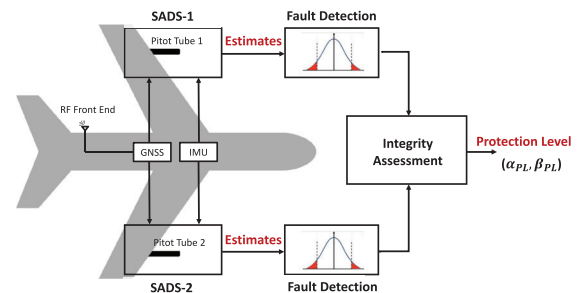 SADS-1
Fault Detection
Pitot Tube 1
Estimates
RF Front End
GNSS
IMU
Integrity
Assessment
Protection Level
(α_PL, β_PL)
Pitot Tube 2
Estimates
SADS-2
Fault Detection